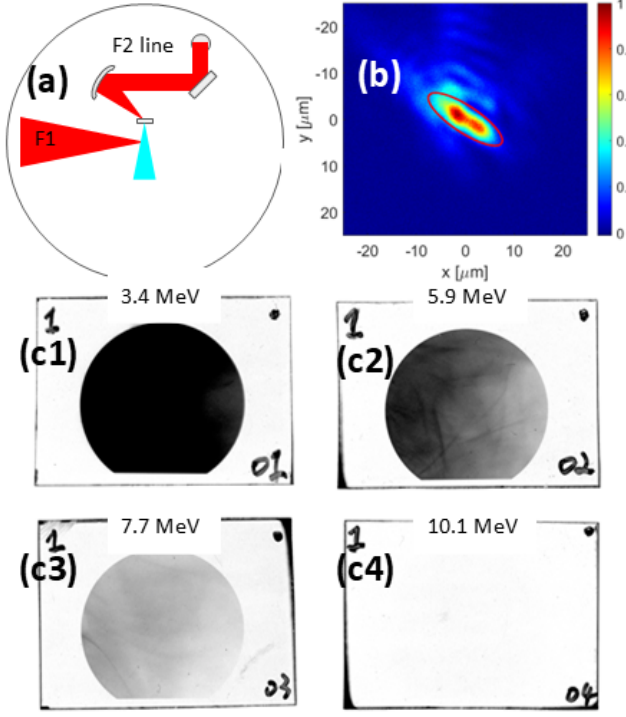 F2 line
(a)
F1
(b)
-20
-10
0
10
20
y [μm]
-20
0
10
20
x [μm]
1
0
3.4 MeV
1
(c1)
01
5.9 MeV
1
(c2)
02
7.7 MeV
1
(c3)
03
10.1 MeV
1
(c4)
04